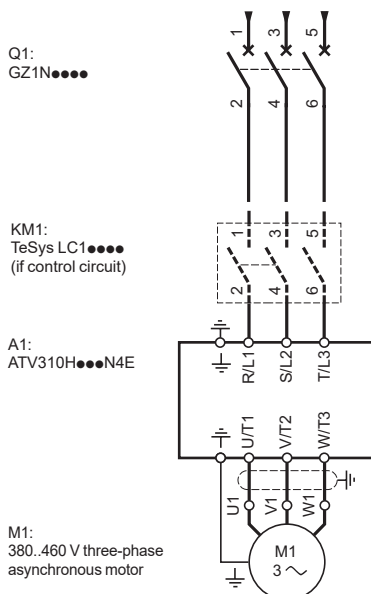 1 3 5
Q1:
GZ1N●●●●
2 4 6
KM1:
TeSys LC1●●●●
(if control circuit)
1 3 5
2 4 6
A1:
ATV310H●●●N4E
R/L1 S/L2 T/L3
U/T1 V/T2 W/T3
U1 V1 W1
M1:
380..460 V three-phase
asynchronous motor
M1
3 ~